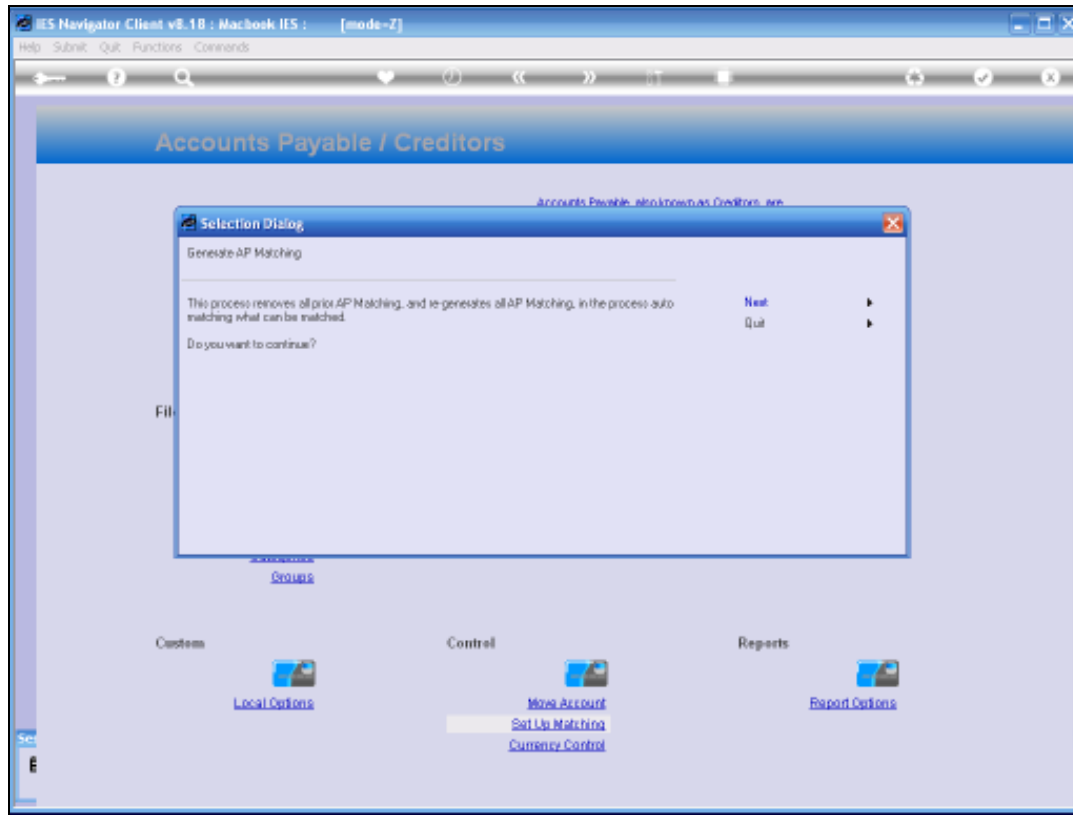 IES Navigator Client v8.18 : Macbook IES :    [mode=Z]
Help Submit Quit Functions Commands
Accounts Payable / Creditors
Accounts Payable, also known as Creditors, are
Selection Dialog
Generate AP Matching
This process removes all prior AP Matching, and re-generates all AP Matching, in the process auto
matching what can be matched.
Do you want to continue?
Next
Quit
Fil
Groups
Custom
Control
Reports
Local Options
Move Account
Report Options
Set Up Matching
Currency Control
Ser